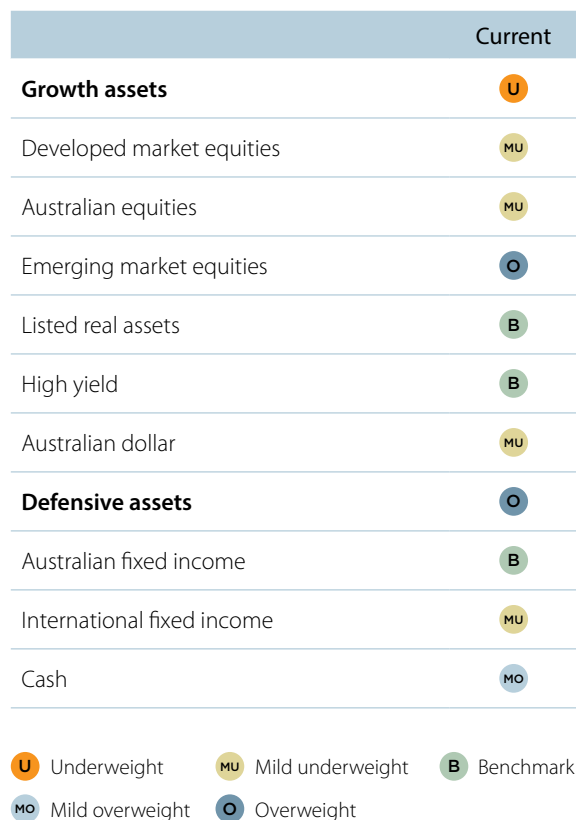 Current
Growth assets U
Developed market equities MU
Australian equities MU
Emerging market equities O
Listed real assets B
High yield B
Australian dollar MU
Defensive assets O
Australian fixed income B
International fixed income MU
Cash MO
U Underweight MU Mild underweight B Benchmark
MO Mild overweight O Overweight